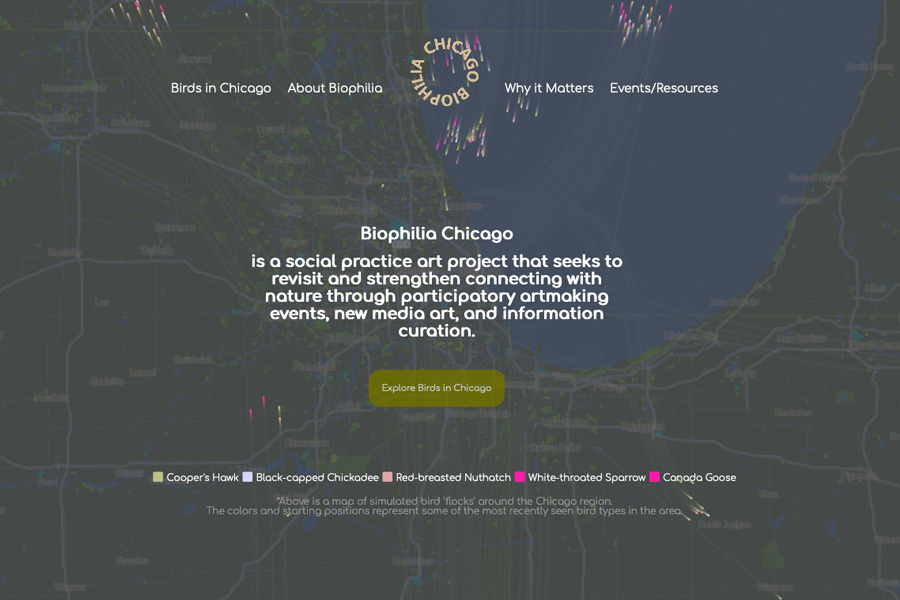 CHICAGO BIOPHILIA
Birds in Chicago About Biophilia Why it Matters Events/Resources
Biophilia Chicago
is a social practice art project that seeks to
revisit and strengthen connecting with
nature through participatory artmaking
events, new media art, and information
curation.
Explore Birds in Chicago
Cooper's Hawk Black-capped Chickadee Red-breasted Nuthatch White-throated Sparrow Canada Goose
*Above is a map of simulated bird 'flocks' around the Chicago region.
The colors and starting positions represent some of the most recently seen bird types in the area.